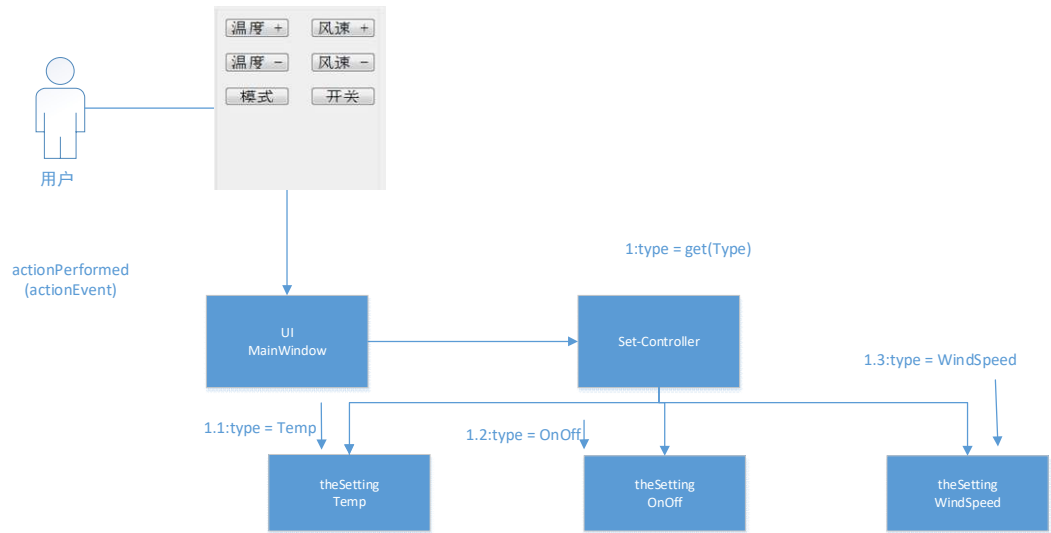 温度 +
风速 +
温度 -
风速 -
模式
开关
用户
1:type = get(Type)
actionPerformed
(actionEvent)
UI
MainWindow
Set-Controller
1.3:type = WindSpeed
1.1:type = Temp
1.2:type = OnOff
theSetting
Temp
theSetting
OnOff
theSetting
WindSpeed